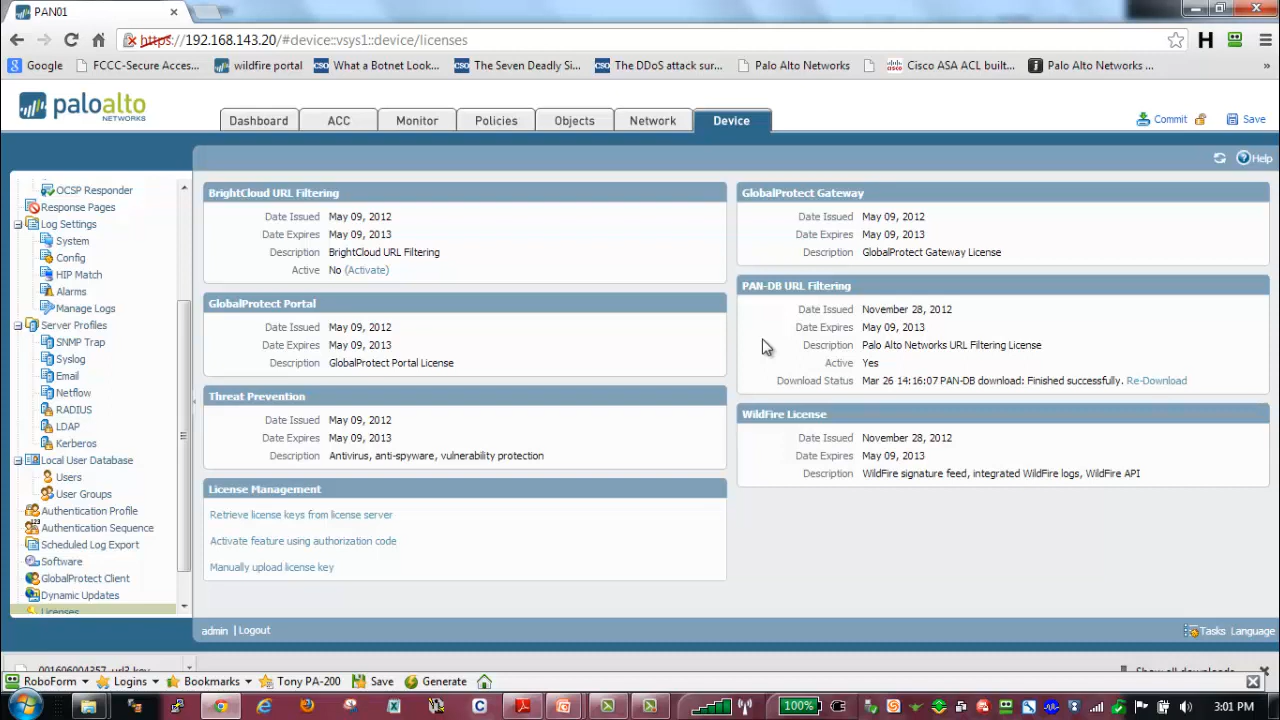 PAN01
https://192.168.143.20/#device::vsys1::device/licenses
Google
FCCC-Secure Acces...
wildfire portal
CSO
What a Botnet Look...
CSO
The Seven Deadly Si...
CSO
The DDoS attack sur...
Palo Alto Networks
Cisco ASA ACL built...
Palo Alto Networks ...
»
paloalto
NETWORKS
Dashboard
ACC
Monitor
Policies
Objects
Network
Device
Commit
Save
Help
OCSP Responder
Response Pages
Log Settings
System
Config
HIP Match
Alarms
Manage Logs
Server Profiles
SNMP Trap
Syslog
Email
Netflow
RADIUS
LDAP
Kerberos
Local User Database
Users
User Groups
Authentication Profile
Authentication Sequence
Scheduled Log Export
Software
GlobalProtect Client
Dynamic Updates
Licenses
BrightCloud URL Filtering
Date Issued May 09, 2012
Date Expires May 09, 2013
Description BrightCloud URL Filtering
Active No (Activate)
GlobalProtect Portal
Date Issued May 09, 2012
Date Expires May 09, 2013
Description GlobalProtect Portal License
Threat Prevention
Date Issued May 09, 2012
Date Expires May 09, 2013
Description Antivirus, anti-spyware, vulnerability protection
License Management
Retrieve license keys from license server
Activate feature using authorization code
Manually upload license key
GlobalProtect Gateway
Date Issued May 09, 2012
Date Expires May 09, 2013
Description GlobalProtect Gateway License
PAN-DB URL Filtering
Date Issued November 28, 2012
Date Expires May 09, 2013
Description Palo Alto Networks URL Filtering License
Active Yes
Download Status Mar 26 14:16:07 PAN-DB download: Finished successfully. Re-Download
WildFire License
Date Issued November 28, 2012
Date Expires May 09, 2013
Description WildFire signature feed, integrated WildFire logs, WildFire API
admin | Logout
Tasks Language
001606004357_url3.key
Show all downloads...
RoboForm
Logins
Bookmarks
Tony PA-200
Save
Generate
100%
3:01 PM